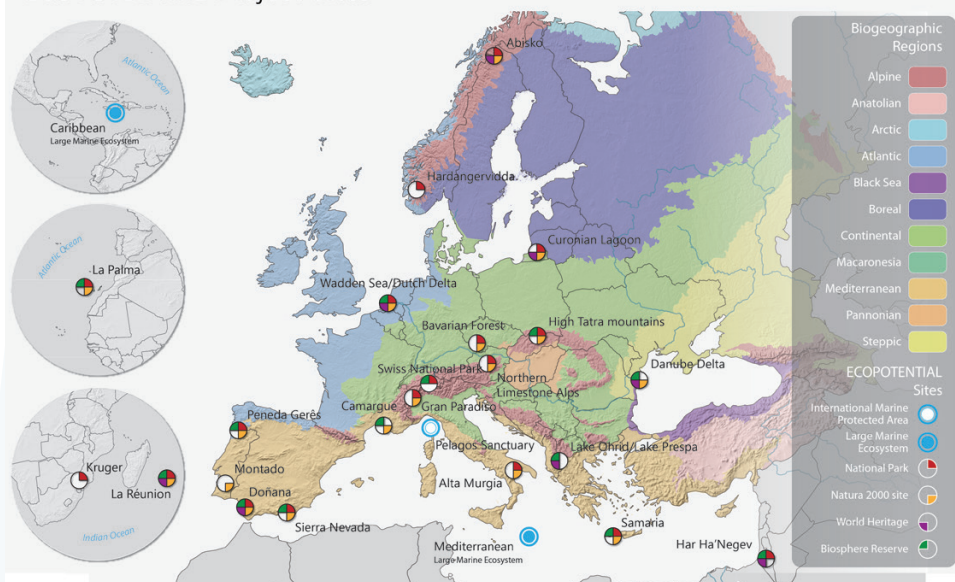 Atlantic Ocean
Caribbean
Large Marine Ecosystem
Atlantic Ocean
La Palma
Kruger
La Réunion
Indian Ocean
Abisko
Hardangervidda
Curonian Lagoon
Wadden Sea/Dutch Delta
Bavarian Forest
High Tatra mountains
Swiss National Park
Northern
Limestone Alps
Danube Delta
Peneda Gerês
Camargue
Gran Paradiso
Pelagos Sanctuary
Lake Ohrid/Lake Prespa
Montado
Alta Murgia
Doñana
Sierra Nevada
Samaria
Mediterranean
Large Marine Ecosystem
Har Ha'Negev
Biogeographic
Regions
Alpine
Anatolian
Arctic
Atlantic
Black Sea
Boreal
Continental
Macaronesia
Mediterranean
Pannonian
Steppic
ECOPOTENTIAL
Sites
International Marine
Protected Area
Large Marine
Ecosystem
National Park
Natura 2000 site
World Heritage
Biosphere Reserve